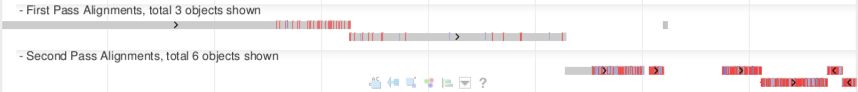 - First Pass Alignments, total 3 objects shown
- Second Pass Alignments, total 6 objects shown
?